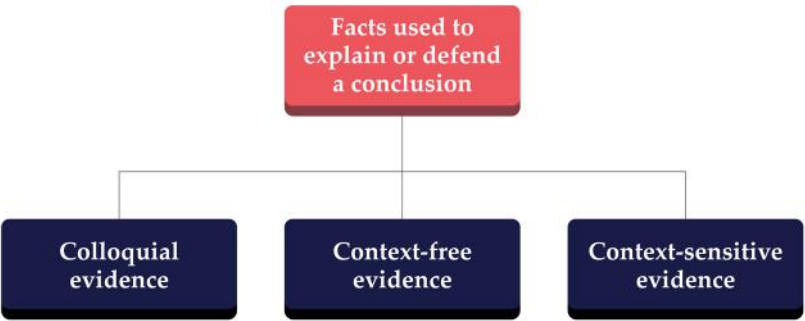 Facts used to
explain or defend
a conclusion
Colloquial
evidence
Context-free
evidence
Context-sensitive
evidence